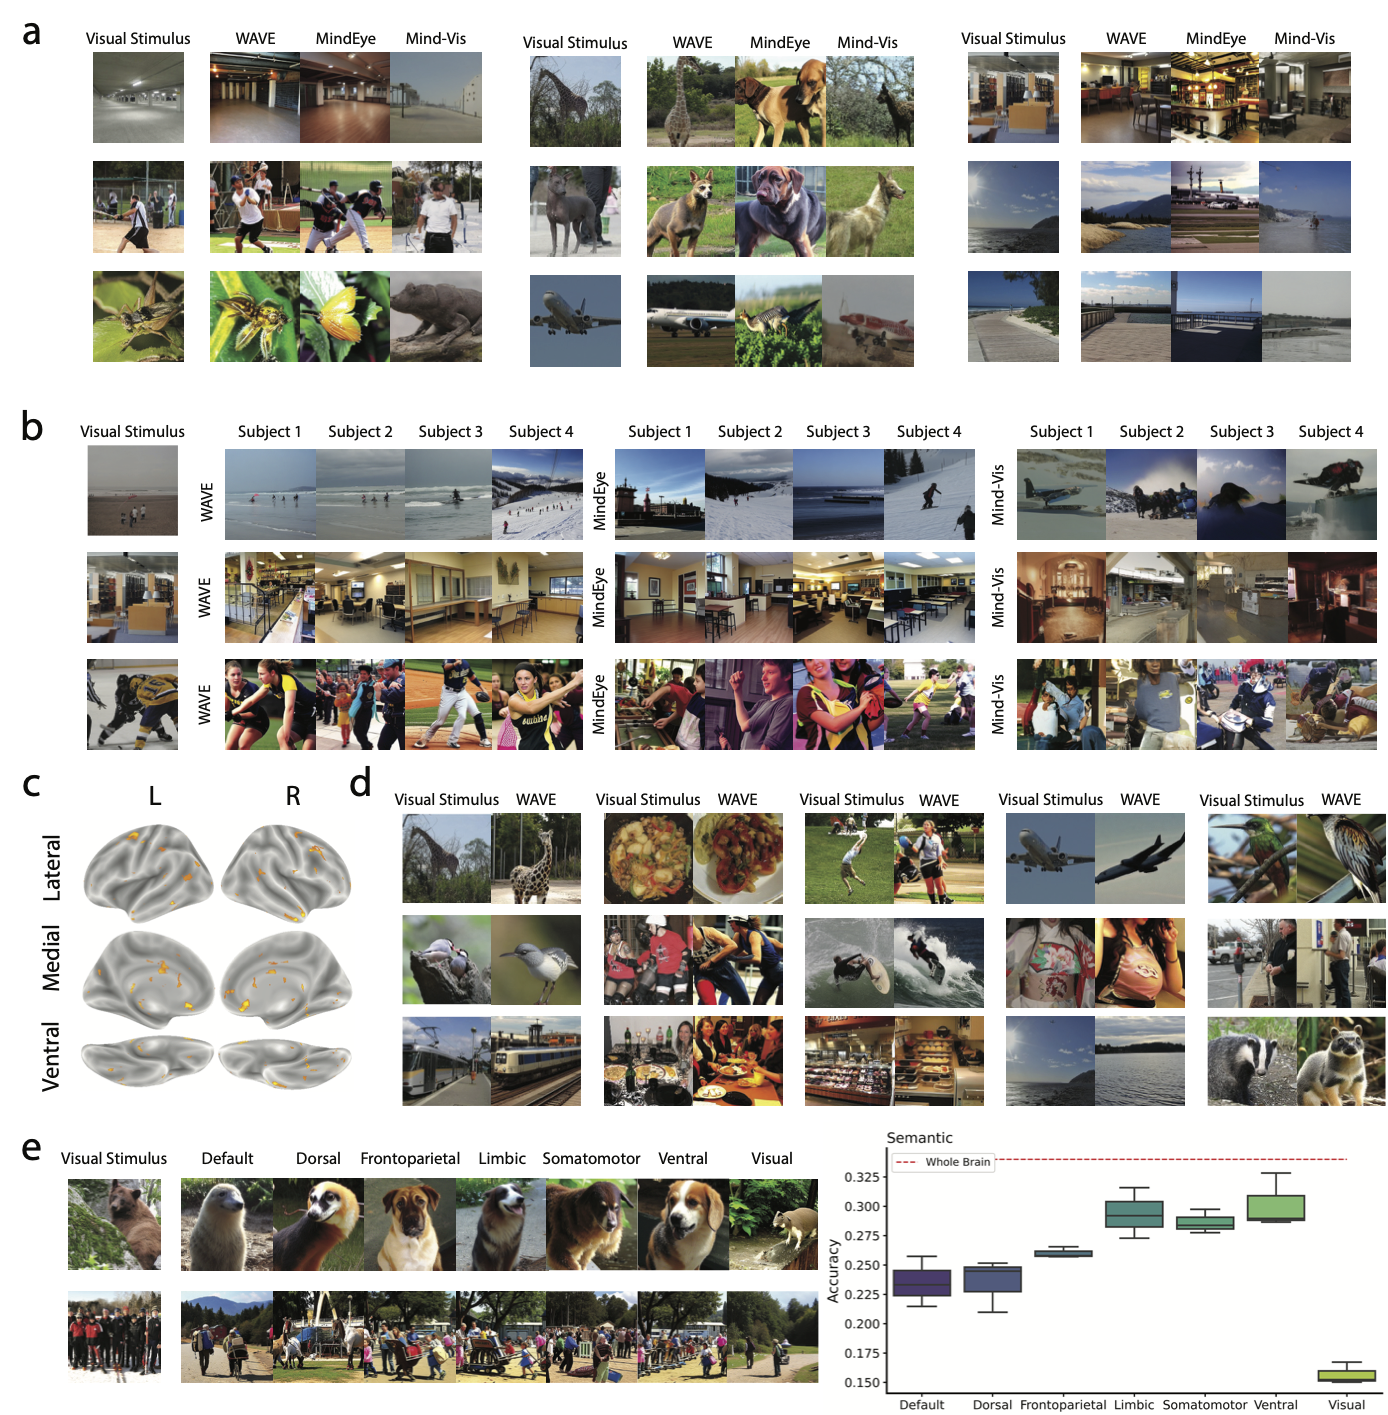 a
Visual Stimulus WAVE MindEye Mind-Vis
Visual Stimulus WAVE MindEye Mind-Vis
Visual Stimulus WAVE MindEye Mind-Vis
b
Visual Stimulus
Subject 1 Subject 2 Subject 3 Subject 4
Subject 1 Subject 2 Subject 3 Subject 4
Subject 1 Subject 2 Subject 3 Subject 4
WAVE
MindEye
Mind-Vis
WAVE
MindEye
Mind-Vis
WAVE
MindEye
Mind-Vis
c
L R
Lateral
Medial
Ventral
d
Visual Stimulus WAVE
Visual Stimulus WAVE
Visual Stimulus WAVE
Visual Stimulus WAVE
Visual Stimulus WAVE
e
Visual Stimulus Default Dorsal Frontoparietal Limbic Somatomotor Ventral Visual
Semantic
Whole Brain
Accuracy
0.325
0.300
0.275
0.250
0.225
0.200
0.175
0.150
Default Dorsal Frontoparietal Limbic Somatomotor Ventral Visual